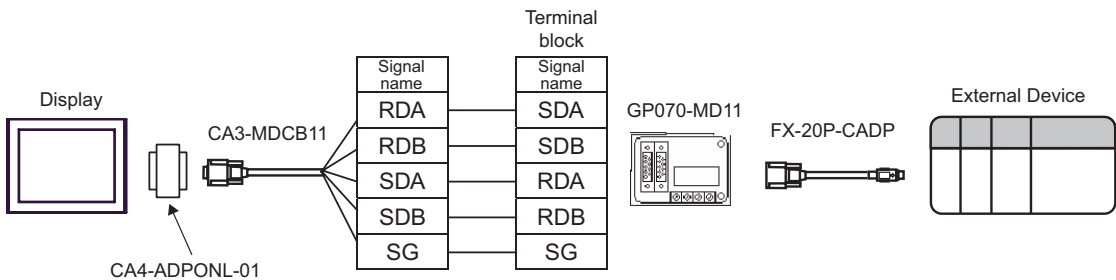 Terminal
block
Signal
name
Signal
name
Display
CA3-MDCB11
GP070-MD11
FX-20P-CADP
External Device
RDA
SDA
RDB
SDB
SDA
RDA
SDB
RDB
SG
SG
CA4-ADPONL-01